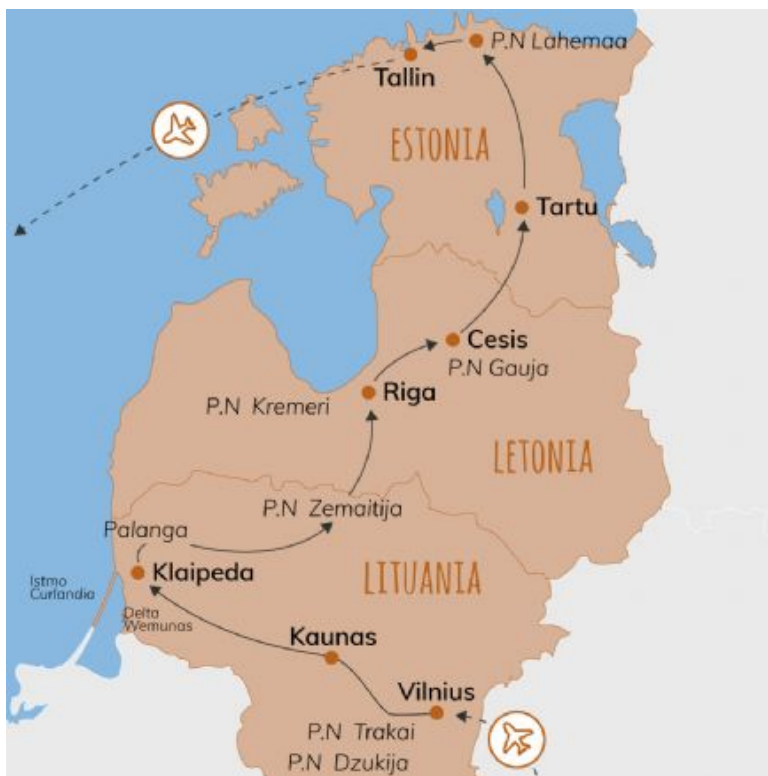 P.N Lahemaa
Tallin
ESTONIA
Tartu
Cesis
P.N Gauja
P.N Kremeri
Riga
LETONIA
P.N Zemaitija
Palanga
Klaipeda
LITUANIA
Istmo
Curlandia
Delta
Wemunas
Kaunas
Vilnius
P.N Trakai
P.N Dzukija